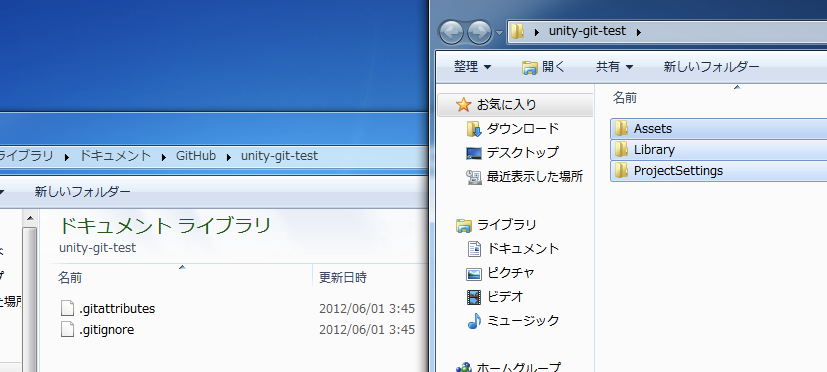 イブラリ ▸ ドキュメント ▸ GitHub ▸ unity-git-test
新しいフォルダー
ドキュメント ライブラリ
unity-git-test
名前 更新日時
.gitattributes 2012/06/01 3:45
.gitignore 2012/06/01 3:45
unity-git-test
整理 開く 共有 新しいフォルダー
お気に入り
ダウンロード
デスクトップ
最近表示した場所
ライブラリ
ドキュメント
ピクチャ
ビデオ
ミュージック
ホームグループ
名前
Assets
Library
ProjectSettings